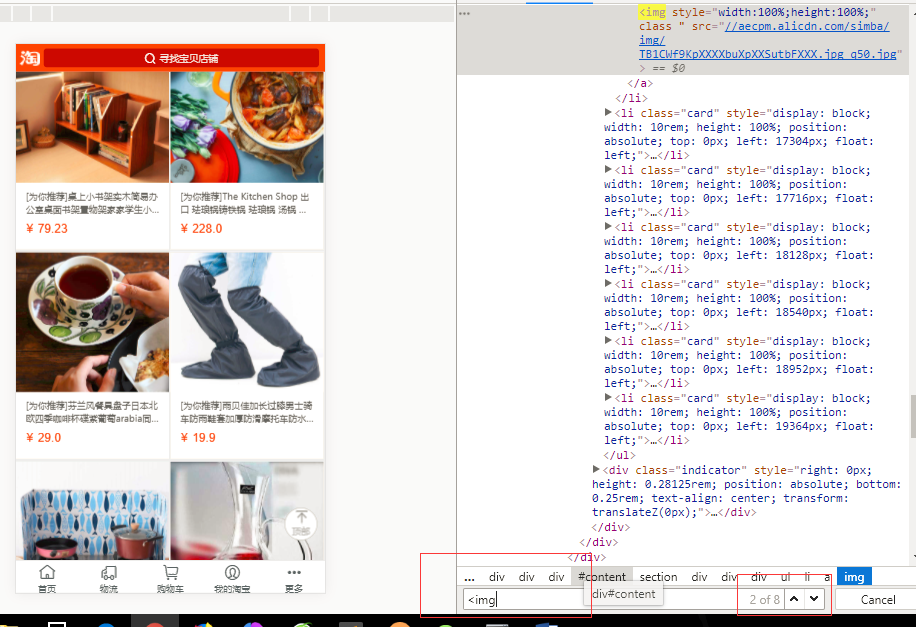 淘
寻找宝贝店铺
[为你推荐]桌上小书架实木简易办
公室桌面书架置物架家家学生小...
¥ 79.23
[为你推荐]The Kitchen Shop 出
口 珐琅锅铸铁锅 珐琅锅 汤锅 ...
¥ 228.0
[为你推荐]芬兰风餐具盘子日本北
欧四季咖啡杯碟紫葡萄arabia同...
¥ 29.0
[为你推荐]雨贝佳加长过膝男士骑
车防雨鞋套加厚防滑摩托车防水...
¥ 19.9
顶部
首页
物流
购物车
我的淘宝
更多
...
<img style="width:100%;height:100%;"
class " src="//aecpm.alicdn.com/simba/
img/
TB1CWf9KpXXXXbuXpXXSutbFXXX.jpg_q50.jpg"
> == $0
</a>
</li>
<li class="card" style="display: block;
width: 10rem; height: 100%; position:
absolute; top: 0px; left: 17304px; float:
left;">…</li>
<li class="card" style="display: block;
width: 10rem; height: 100%; position:
absolute; top: 0px; left: 17716px; float:
left;">…</li>
<li class="card" style="display: block;
width: 10rem; height: 100%; position:
absolute; top: 0px; left: 18128px; float:
left;">…</li>
<li class="card" style="display: block;
width: 10rem; height: 100%; position:
absolute; top: 0px; left: 18540px; float:
left;">…</li>
<li class="card" style="display: block;
width: 10rem; height: 100%; position:
absolute; top: 0px; left: 18952px; float:
left;">…</li>
<li class="card" style="display: block;
width: 10rem; height: 100%; position:
absolute; top: 0px; left: 19364px; float:
left;">…</li>
</ul>
<div class="indicator" style="right: 0px;
height: 0.28125rem; position: absolute; bottom:
0.25rem; text-align: center; transform:
translateZ(0px);">…</div>
</div>
</div>
</div>
... div div div #content section div div div ul li a img
<img
div#content
2 of 8
Cancel